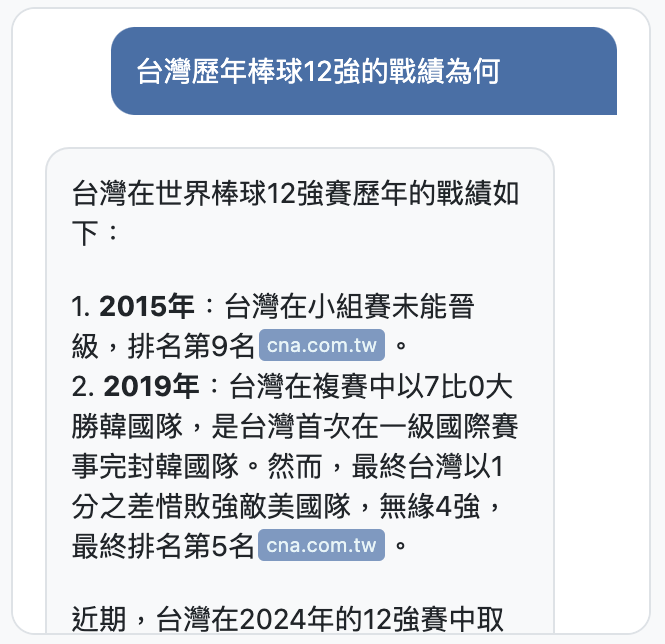 台灣歷年棒球12強的戰績為何
台灣在世界棒球12強賽歷年的戰績如
下：
1. 2015年：台灣在小組賽未能晉
級，排名第9名 cna.com.tw 。
2. 2019年：台灣在複賽中以7比0大
勝韓國隊，是台灣首次在一級國際賽
事完封韓國隊。然而，最終台灣以1
分之差惜敗強敵美國隊，無緣4強，
最終排名第5名 cna.com.tw 。
近期，台灣在2024年的12強賽中取